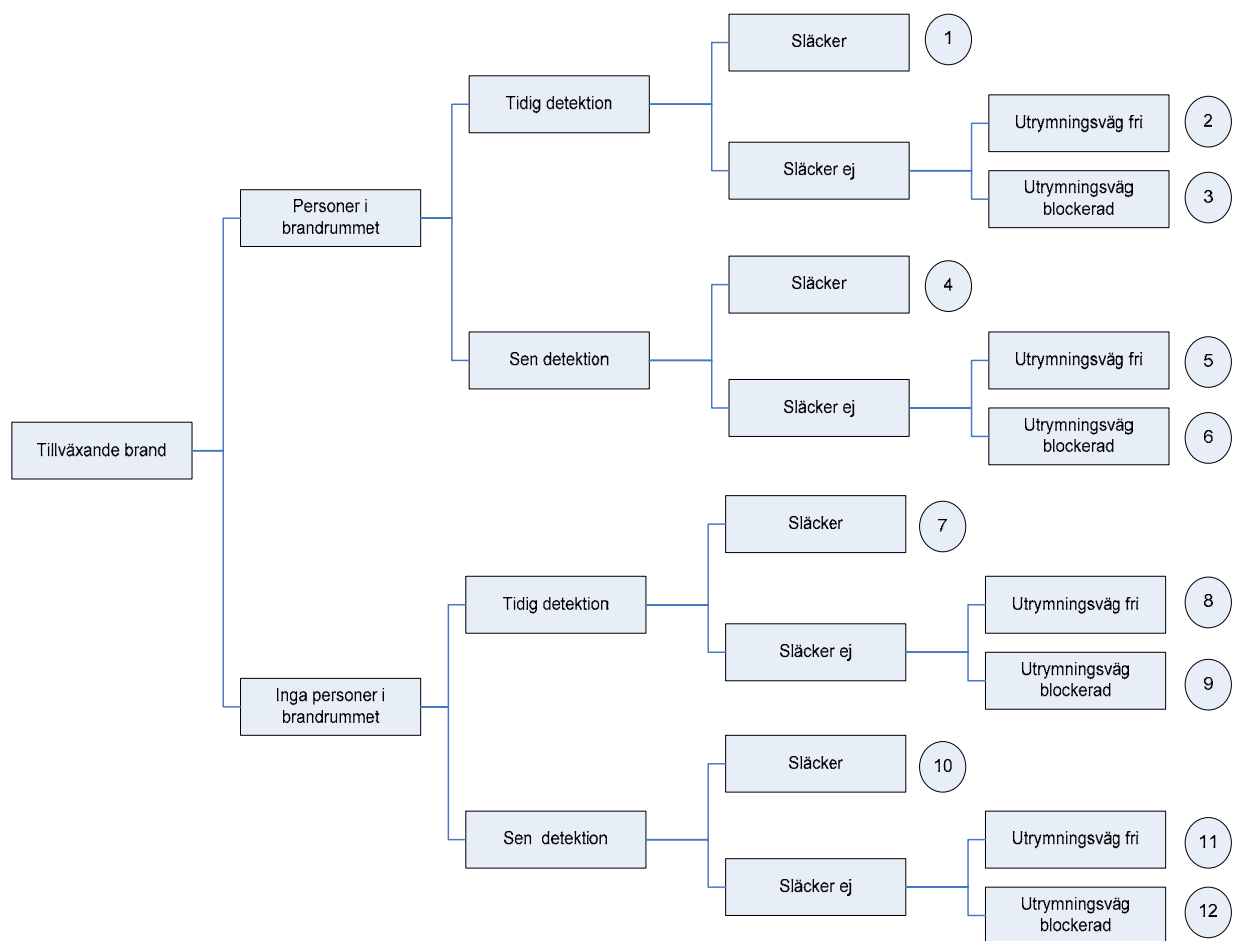 Släcker
1
Tidig detektion
Utrymningsväg fri
2
Släcker ej
Utrymningsväg
blockerad
3
Personer i
brandrummet
Släcker
4
Sen detektion
Utrymningsväg fri
5
Släcker ej
Utrymningsväg
blockerad
6
Tillväxande brand
Släcker
7
Tidig detektion
Utrymningsväg fri
8
Släcker ej
Utrymningsväg
blockerad
9
Inga personer i
brandrummet
Släcker
10
Sen detektion
Utrymningsväg fri
11
Släcker ej
Utrymningsväg
blockerad
12